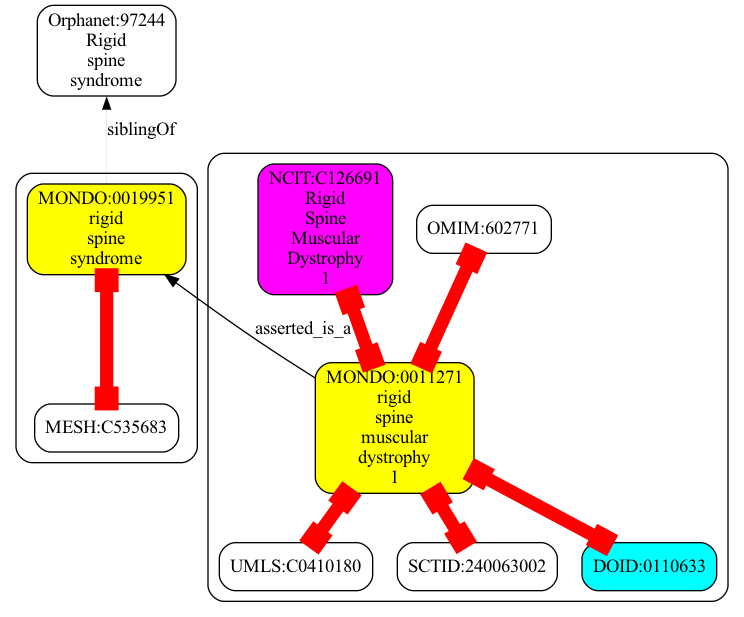 Orphanet:97244
Rigid
spine
syndrome
siblingOf
MONDO:0019951
rigid
spine
syndrome
MESH:C535683
NCIT:C126691
Rigid
Spine
Muscular
Dystrophy
1
OMIM:602771
asserted_is_a
MONDO:0011271
rigid
spine
muscular
dystrophy
1
UMLS:C0410180
SCTID:240063002
DOID:0110633